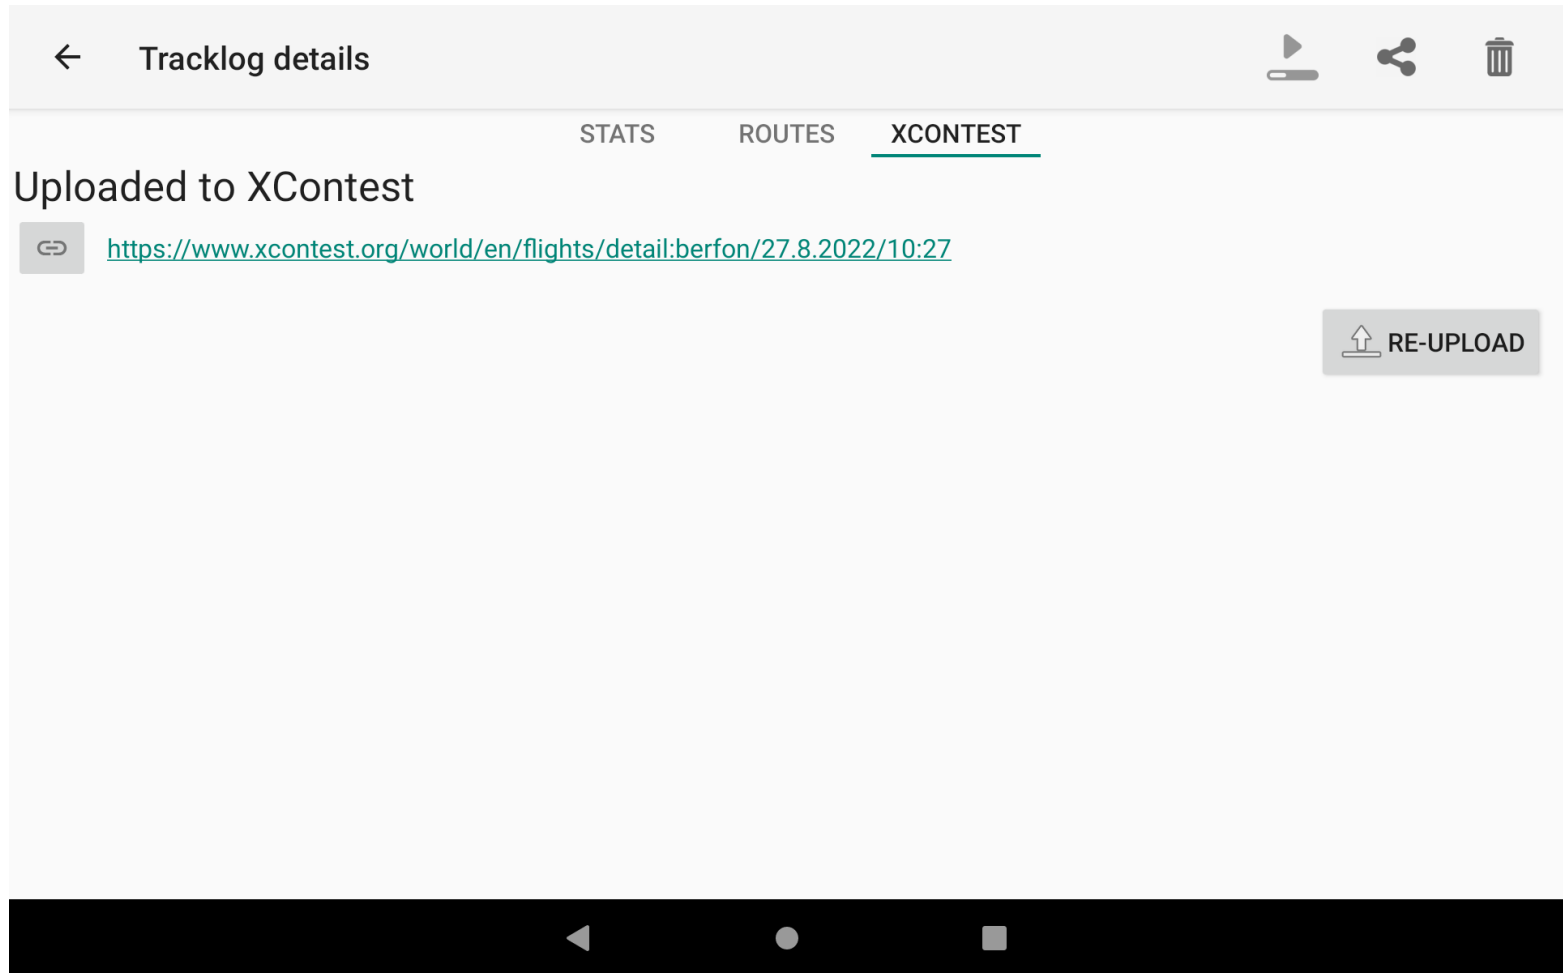 Tracklog details
STATS ROUTES XCONTEST
Uploaded to XContest
https://www.xcontest.org/world/en/flights/detail:berfon/27.8.2022/10:27
RE-UPLOAD